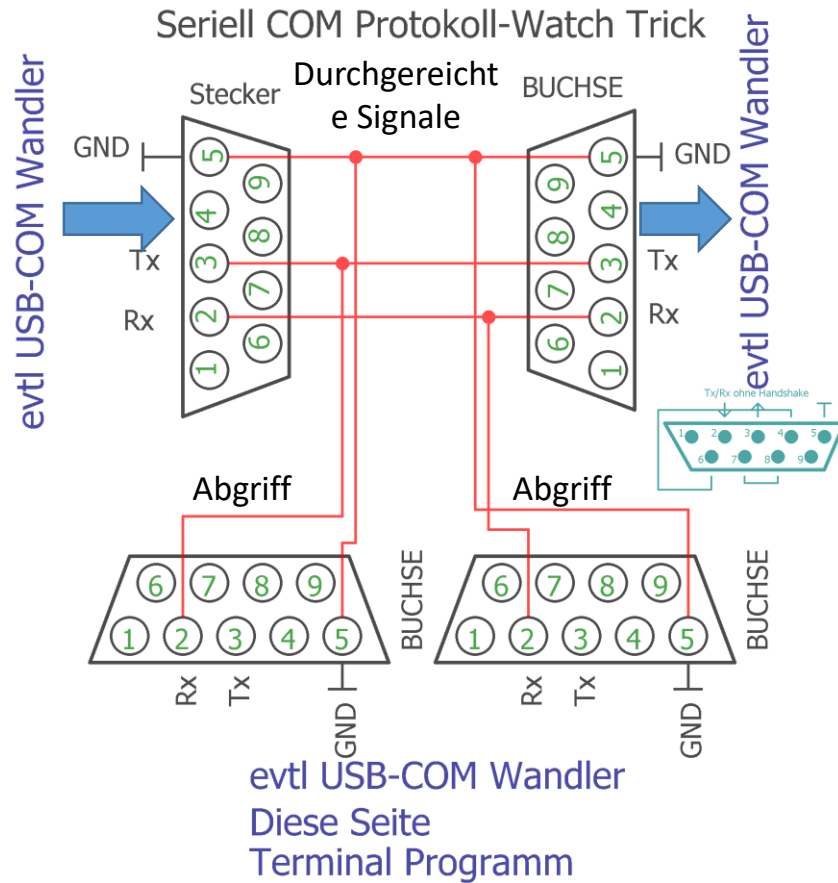 Seriell COM Protokoll-Watch Trick
evtl USB-COM Wandler
Stecker
Durchgereicht
e Signale
BUCHSE
evtl USB-COM Wandler
GND
5
9
4
8
3
7
2
6
1
Tx
Rx
5
9
4
8
3
7
2
6
1
GND
Tx
Rx
Tx/Rx ohne Handshake
1 2 3 4 5
6 7 8 9
Abgriff
Abgriff
6 7 8 9
1 2 3 4 5
BUCHSE
Rx
Tx
GND
6 7 8 9
1 2 3 4 5
BUCHSE
Rx
Tx
GND
evtl USB-COM Wandler
Diese Seite
Terminal Programm